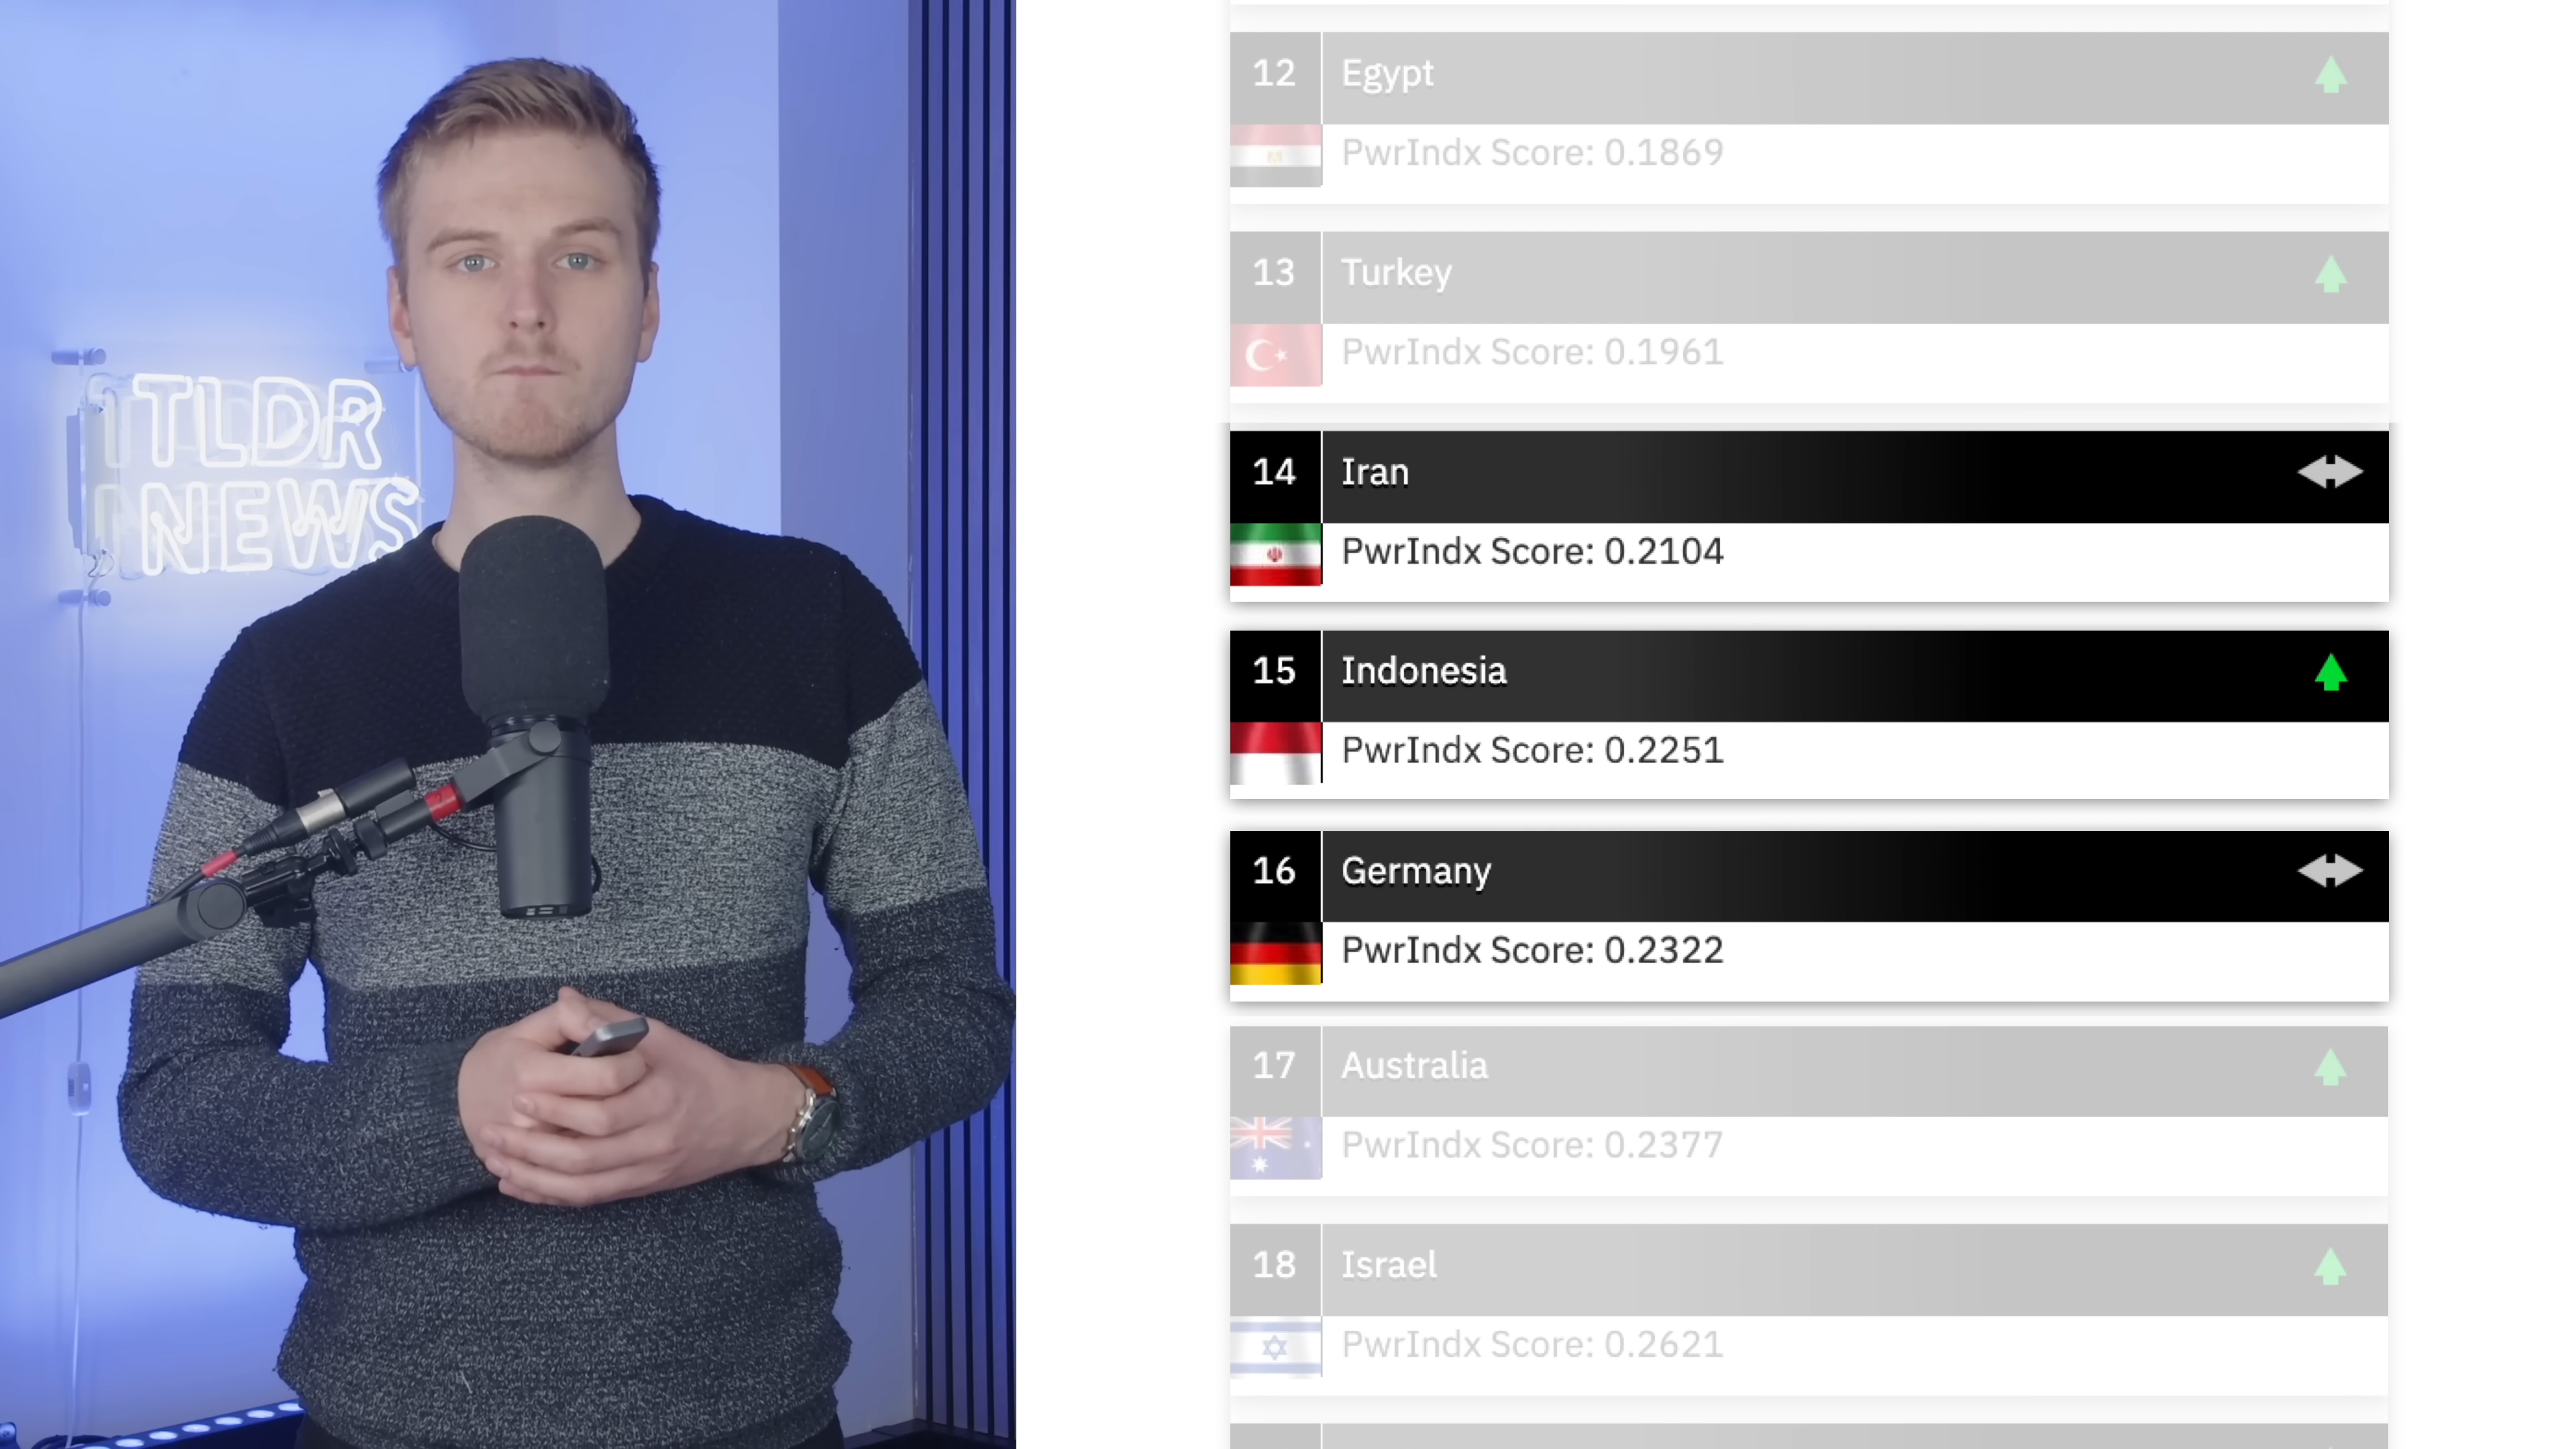 TLDR
NEWS
12 Egypt
PwrIndx Score: 0.1869
13 Turkey
PwrIndx Score: 0.1961
14 Iran
PwrIndx Score: 0.2104
15 Indonesia
PwrIndx Score: 0.2251
16 Germany
PwrIndx Score: 0.2322
17 Australia
PwrIndx Score: 0.2377
18 Israel
PwrIndx Score: 0.2621